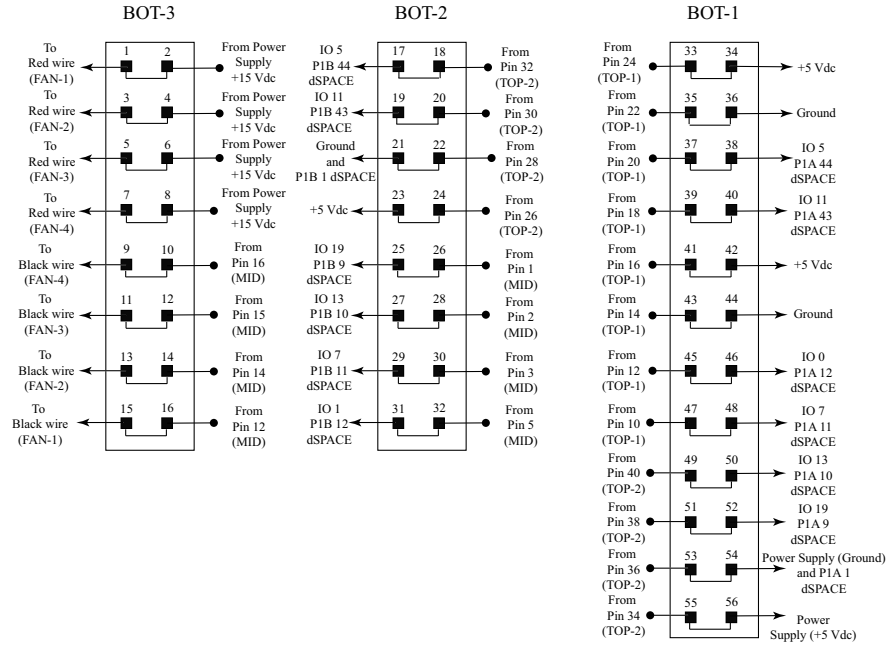 BOT-3
To
Red wire
(FAN-1)
1 2
From Power
Supply
+15 Vdc
To
Red wire
(FAN-2)
3 4
From Power
Supply
+15 Vdc
To
Red wire
(FAN-3)
5 6
From Power
Supply
+15 Vdc
To
Red wire
(FAN-4)
7 8
From Power
Supply
+15 Vdc
To
Black wire
(FAN-4)
9 10
From
Pin 16
(MID)
To
Black wire
(FAN-3)
11 12
From
Pin 15
(MID)
To
Black wire
(FAN-2)
13 14
From
Pin 14
(MID)
To
Black wire
(FAN-1)
15 16
From
Pin 12
(MID)
BOT-2
IO 5
P1B 44
dSPACE
17 18
From
Pin 32
(TOP-2)
IO 11
P1B 43
dSPACE
19 20
From
Pin 30
(TOP-2)
Ground
and
P1B 1 dSPACE
21 22
From
Pin 28
(TOP-2)
+5 Vdc
23 24
From
Pin 26
(TOP-2)
IO 19
P1B 9
dSPACE
25 26
From
Pin 1
(MID)
IO 13
P1B 10
dSPACE
27 28
From
Pin 2
(MID)
IO 7
P1B 11
dSPACE
29 30
From
Pin 3
(MID)
IO 1
P1B 12
dSPACE
31 32
From
Pin 5
(MID)
BOT-1
From
Pin 24
(TOP-1)
33 34
+5 Vdc
From
Pin 22
(TOP-1)
35 36
Ground
From
Pin 20
(TOP-1)
37 38
IO 5
P1A 44
dSPACE
From
Pin 18
(TOP-1)
39 40
IO 11
P1A 43
dSPACE
From
Pin 16
(TOP-1)
41 42
+5 Vdc
From
Pin 14
(TOP-1)
43 44
Ground
From
Pin 12
(TOP-1)
45 46
IO 0
P1A 12
dSPACE
From
Pin 10
(TOP-1)
47 48
IO 7
P1A 11
dSPACE
From
Pin 40
(TOP-2)
49 50
IO 13
P1A 10
dSPACE
From
Pin 38
(TOP-2)
51 52
IO 19
P1A 9
dSPACE
From
Pin 36
(TOP-2)
53 54
Power Supply (Ground)
and P1A 1
dSPACE
From
Pin 34
(TOP-2)
55 56
Power
Supply (+5 Vdc)